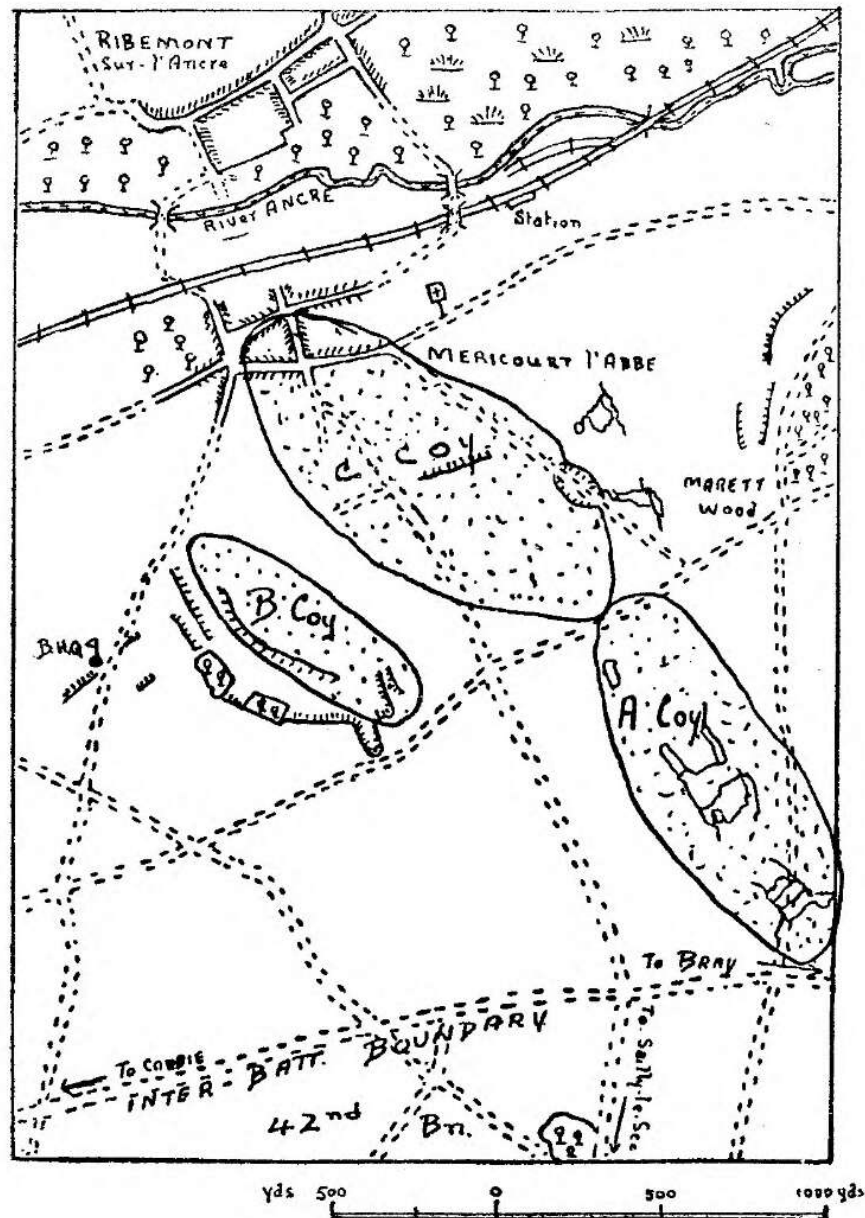 RIBEMONT
Sur-l'Ancre
River ANCRE
Station
MERICOURT l'ABBE
C COY
MARETT
Wood
B Coy
BHQ
A Coy
To BRAY
To CORBIE
INTER-BATT. BOUNDARY
To Sailly-le-Sec
42nd Bn.
yds 500 0 500 1000 yds